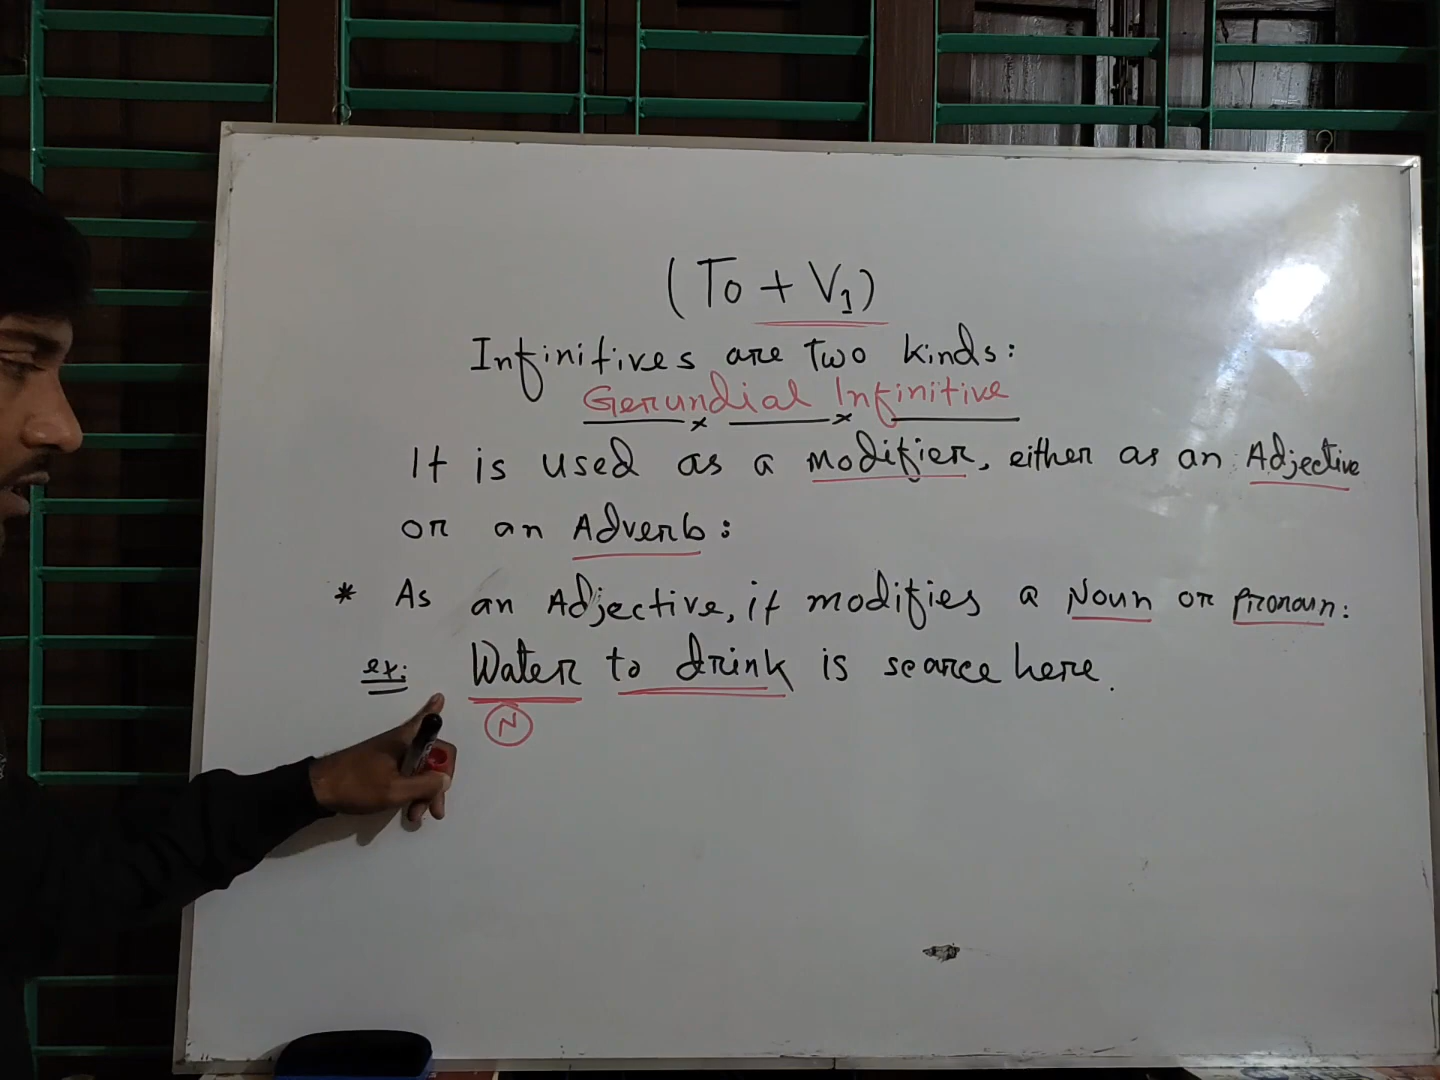 (To + V1)
Infinitives are Two kinds:
Gerundial Infinitive
It is used as a modifier, either as an Adjective
or an Adverb:
* As an Adjective, it modifies a Noun or Pronoun:
ex: Water to drink is scarce here.
N